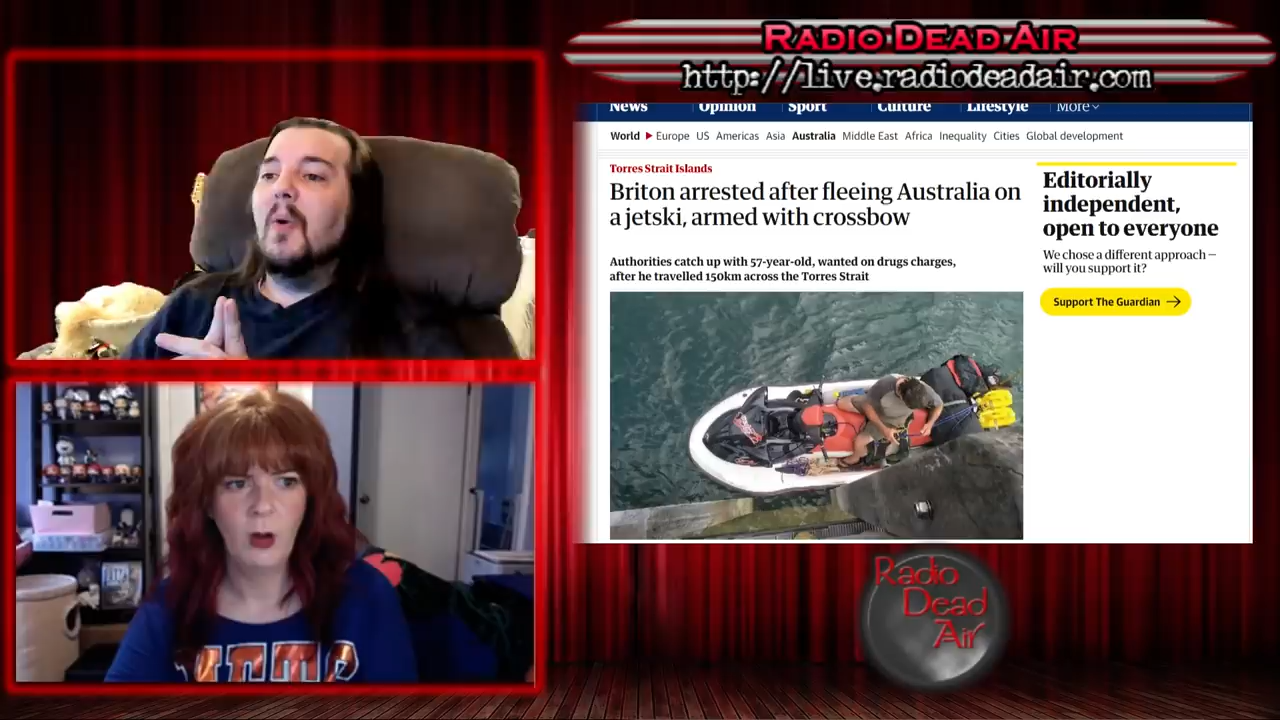 Radio Dead Air
http://live.radiodeadair.com
News Opinion Sport Culture Lifestyle More
World Europe US Americas Asia Australia Middle East Africa Inequality Cities Global development
Torres Strait Islands
Briton arrested after fleeing Australia on
a jetski, armed with crossbow
Authorities catch up with 57-year-old, wanted on drugs charges,
after he travelled 150km across the Torres Strait
Editorially
independent,
open to everyone
We chose a different approach —
will you support it?
Support The Guardian
Radio
Dead
Air